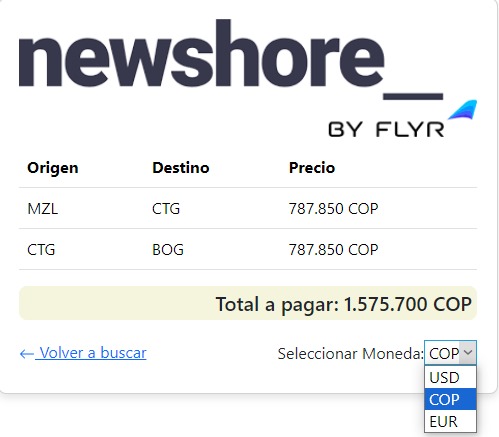 newshore_
BY FLYR
Origen Destino Precio
MZL CTG 787.850 COP
CTG BOG 787.850 COP
Total a pagar: 1.575.700 COP
← Volver a buscar Seleccionar Moneda: COP
USD
COP
EUR